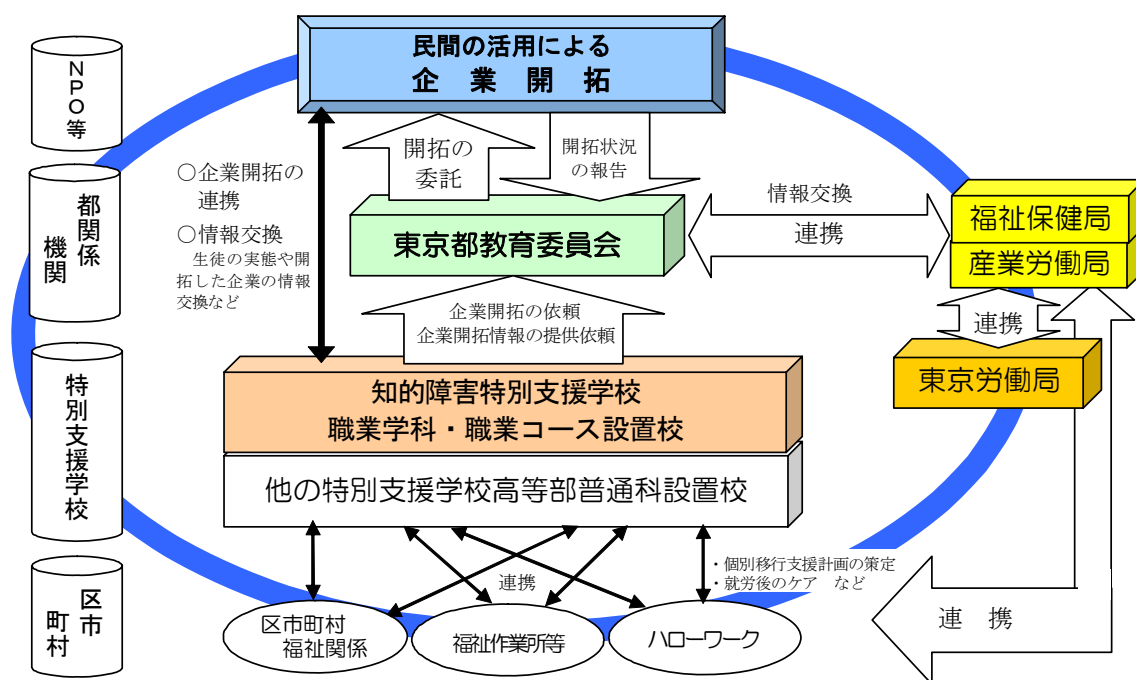 民間の活用による
企業開拓
NPO等
都関係
機関
特別支援学校
区市
町村
○企業開拓の
連携
○情報交換
生徒の実態や開
拓した企業の情報
交換など
開拓の
委託
開拓状況
の報告
東京都教育委員会
情報交換
連携
福祉保健局
産業労働局
連携
東京労働局
企業開拓の依頼
企業開拓情報の提供依頼
知的障害特別支援学校
職業学科・職業コース設置校
他の特別支援学校高等部普通科設置校
連携
・個別移行支援計画の策定
・就労後のケア など
区市町村
福祉関係
福祉作業所等
ハローワーク
連 携